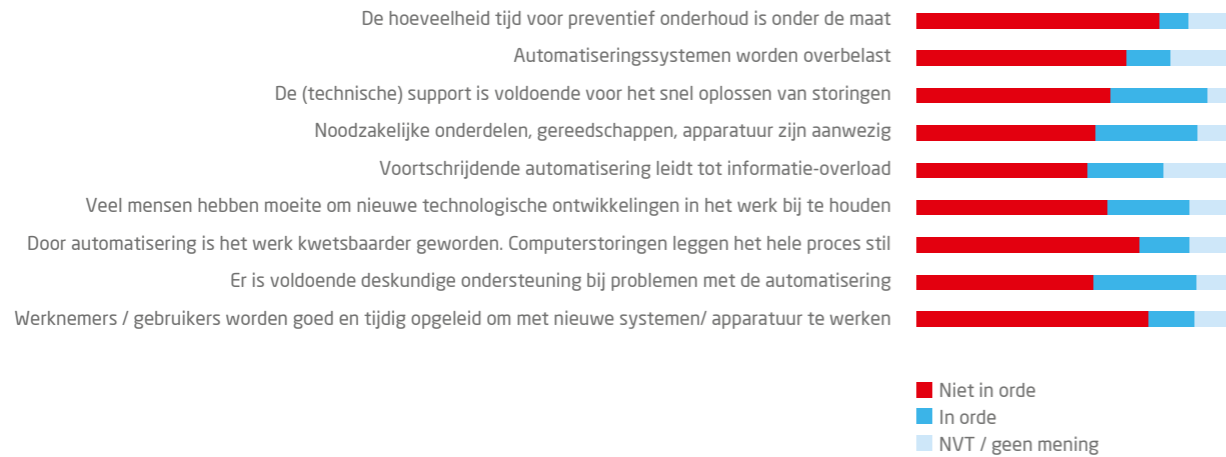 De hoeveelheid tijd voor preventief onderhoud is onder de maat
Automatiseringssystemen worden overbelast
De (technische) support is voldoende voor het snel oplossen van storingen
Noodzakelijke onderdelen, gereedschappen, apparatuur zijn aanwezig
Voortschrijdende automatisering leidt tot informatie-overload
Veel mensen hebben moeite om nieuwe technologische ontwikkelingen in het werk bij te houden
Door automatisering is het werk kwetsbaarder geworden. Computerstoringen leggen het hele proces stil
Er is voldoende deskundige ondersteuning bij problemen met de automatisering
Werknemers / gebruikers worden goed en tijdig opgeleid om met nieuwe systemen/ apparatuur te werken
Niet in orde
In orde
NVT / geen mening